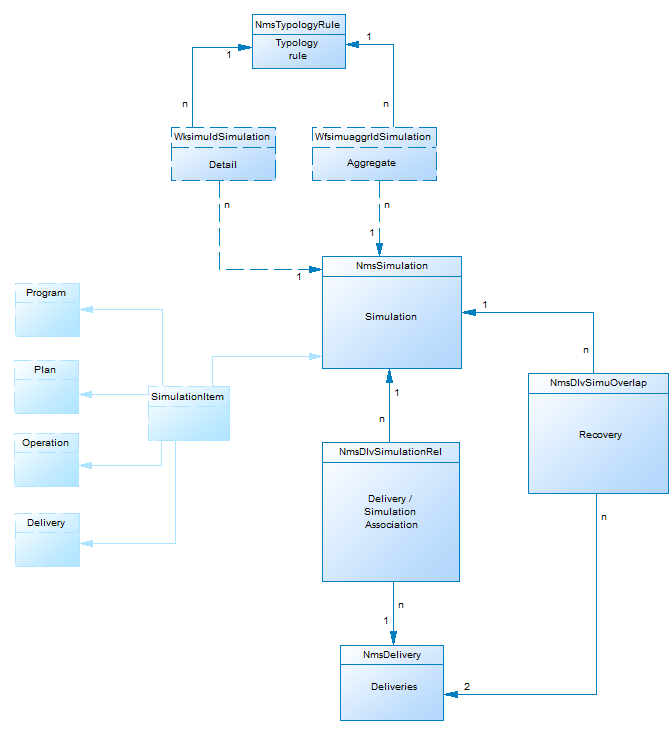 NmsTypologyRule
Typology
rule
1
1
n
n
WksimuIdSimulation
Detail
WfsimuaggrIdSimulation
Aggregate
n
n
1
1
NmsSimulation
Simulation
Program
1
n
Plan
SimulationItem
1
n
NmsDlvSimuOverlap
Recovery
Operation
NmsDlvSimulationRel
Delivery /
Simulation
Association
Delivery
n
n
1
NmsDelivery
Deliveries
2